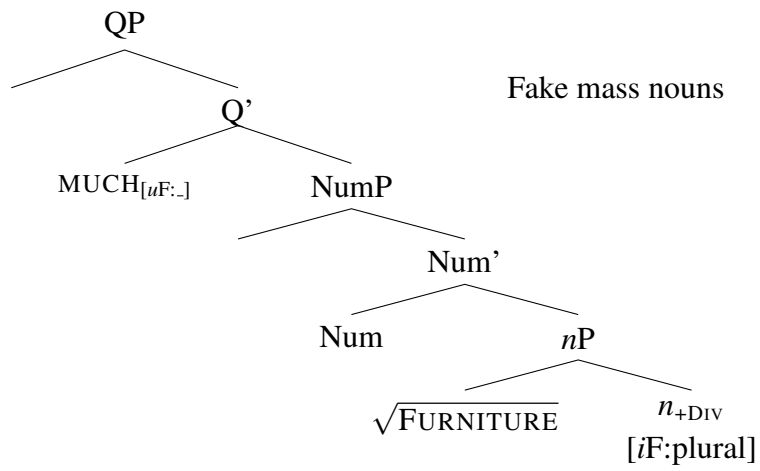 QP
Fake mass nouns
Q’
MUCH[uF:_]
NumP
Num’
Num
nP
√FURNITURE
n+DIV
[iF:plural]